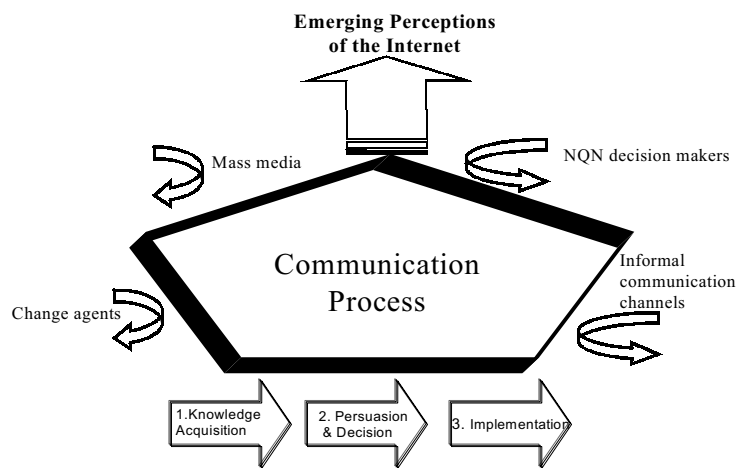 Emerging Perceptions
of the Internet
Mass media
NQN decision makers
Communication
Process
Informal
communication
channels
Change agents
1.Knowledge
Acquisition
2. Persuasion
& Decision
3. Implementation